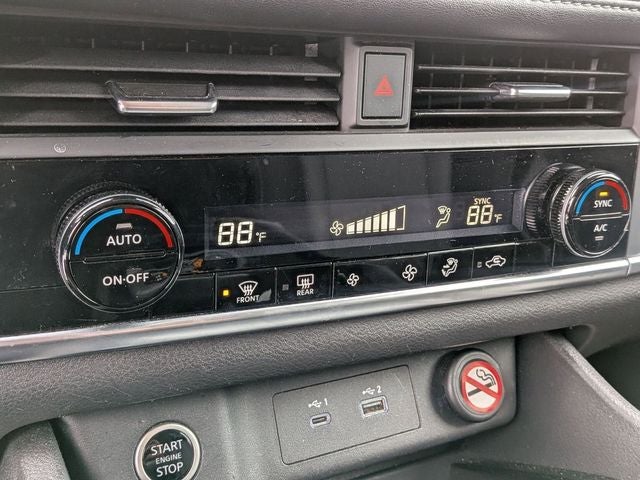 AUTO
ON·OFF
88°F
SYNC
88°F
SYNC
A/C
FRONT
REAR
1
2
START
ENGINE
STOP